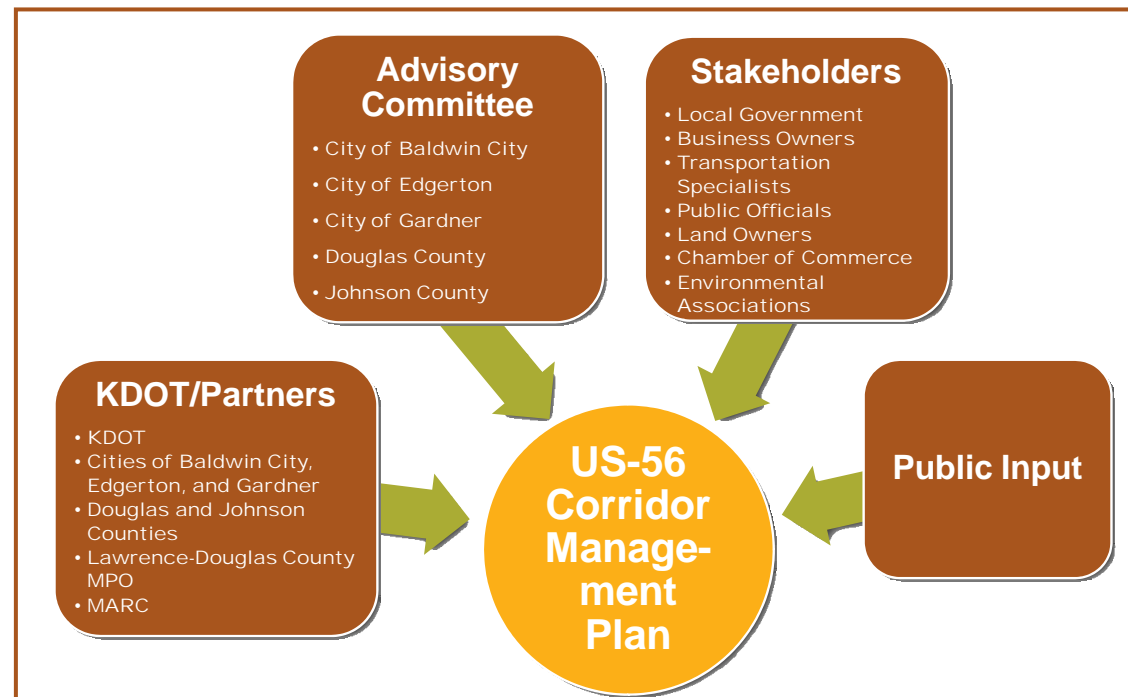 Advisory
Committee
• City of Baldwin City
• City of Edgerton
• City of Gardner
• Douglas County
• Johnson County
Stakeholders
• Local Government
• Business Owners
• Transportation
Specialists
• Public Officials
• Land Owners
• Chamber of Commerce
• Environmental
Associations
KDOT/Partners
• KDOT
• Cities of Baldwin City,
Edgerton, and Gardner
• Douglas and Johnson
Counties
• Lawrence-Douglas County
MPO
• MARC
US-56
Corridor
Manage-
ment
Plan
Public Input